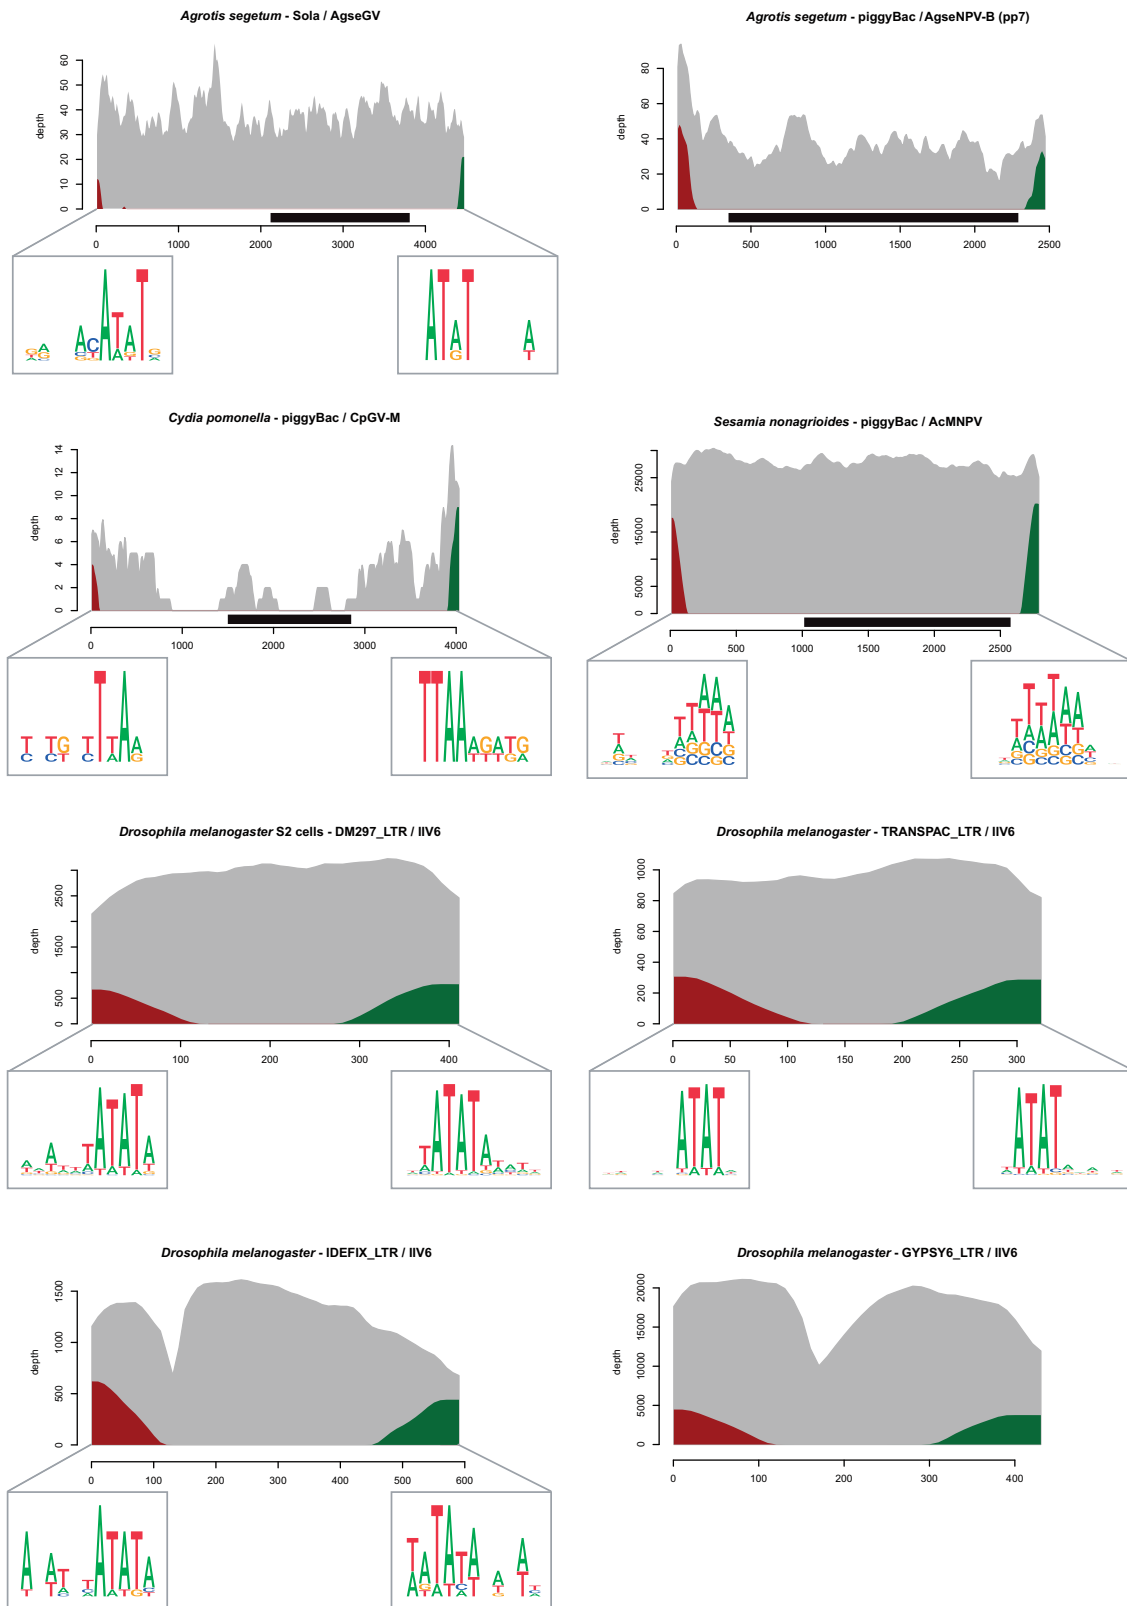 Agrotis segetum - Sola / AgseGV
depth
0 10 20 30 40 50 60
0 1000 2000 3000 4000
Agrotis segetum - piggyBac / AgseNPV-B (pp7)
depth
0 20 40 60 80
0 500 1000 1500 2000 2500
Cydia pomonella - piggyBac / CpGV-M
depth
0 2 4 6 8 10 12 14
0 1000 2000 3000 4000
Sesamia nonagrioides - piggyBac / AcMNPV
depth
0 5000 15000 25000
0 500 1000 1500 2000 2500
Drosophila melanogaster S2 cells - DM297_LTR / IIV6
depth
0 500 1500 2500
0 100 200 300 400
Drosophila melanogaster - TRANSPAC_LTR / IIV6
depth
0 200 400 600 800 1000
0 50 100 150 200 250 300
Drosophila melanogaster - IDEFIX_LTR / IIV6
depth
0 500 1000 1500
0 100 200 300 400 500 600
Drosophila melanogaster - GYPSY6_LTR / IIV6
depth
0 5000 10000 15000 20000
0 100 200 300 400